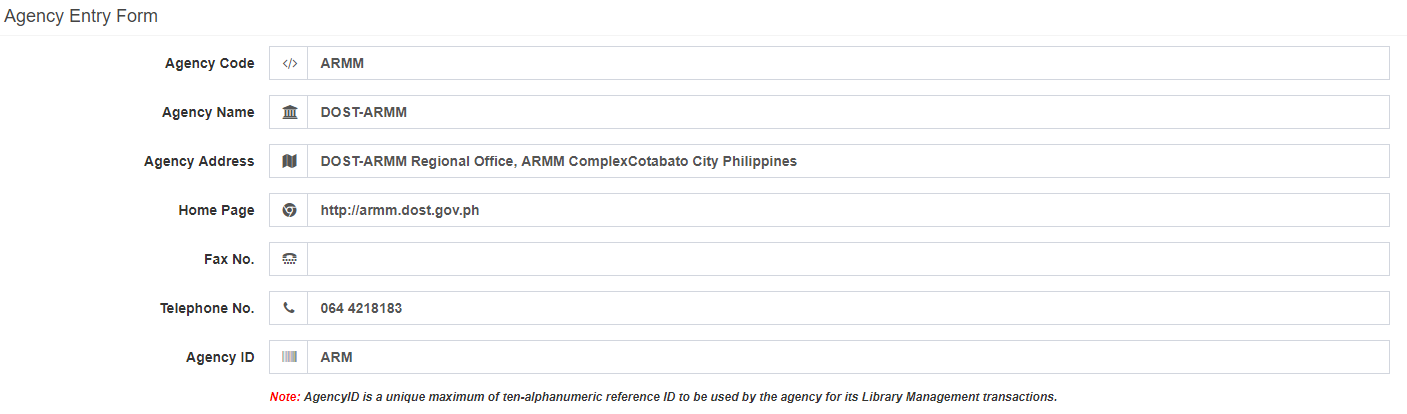 Agency Entry Form
Agency Code </> ARMM
Agency Name DOST-ARMM
Agency Address DOST-ARMM Regional Office, ARMM ComplexCotabato City Philippines
Home Page http://armm.dost.gov.ph
Fax No.
Telephone No. 064 4218183
Agency ID ARM
Note: AgencyID is a unique maximum of ten-alphanumeric reference ID to be used by the agency for its Library Management transactions.